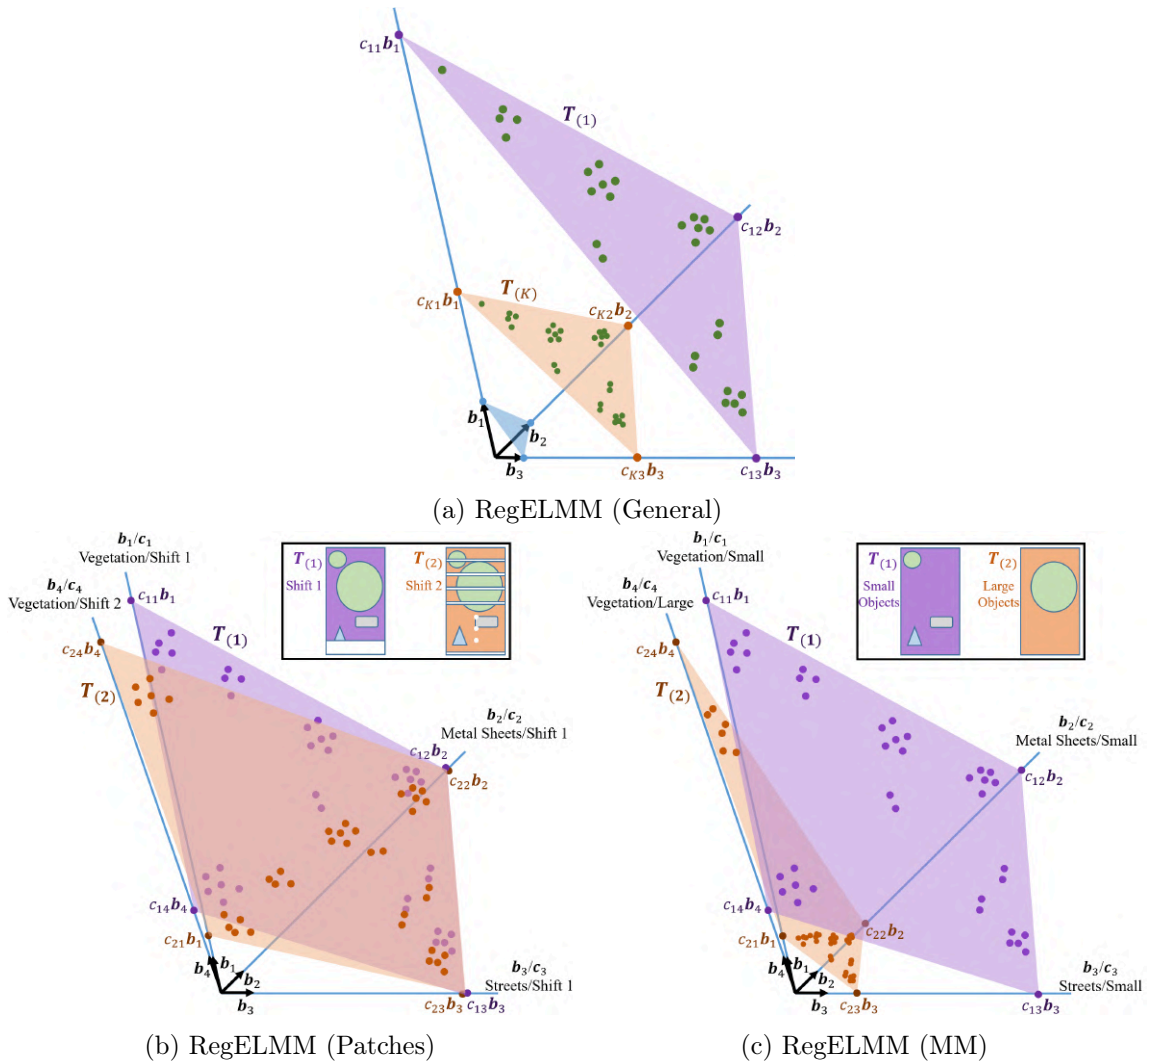 c₁₁b₁
T₍₁₎
c₁₂b₂
T₍K₎
c_K1b₁
c_K2b₂
b₁
b₂
b₃
c_K3b₃
c₁₃b₃
(a) RegELMM (General)
b₁/c₁
Vegetation/Shift 1
b₄/c₄
Vegetation/Shift 2
T₍₁₎
Shift 1
T₍₂₎
Shift 2
c₁₁b₁
T₍₁₎
c₂₄b₄
T₍₂₎
b₂/c₂
Metal Sheets/Shift 1
c₁₂b₂
c₂₂b₂
c₁₄b₄
c₂₁b₁
b₄
b₁
b₂
b₃
b₃/c₃
Streets/Shift 1
c₂₃b₃
c₁₃b₃
(b) RegELMM (Patches)
b₁/c₁
Vegetation/Small
b₄/c₄
Vegetation/Large
T₍₁₎
Small
Objects
T₍₂₎
Large
Objects
c₁₁b₁
T₍₁₎
c₂₄b₄
T₍₂₎
b₂/c₂
Metal Sheets/Small
c₁₂b₂
c₁₄b₄
c₂₁b₁
c₂₂b₂
b₄
b₁
b₂
b₃
b₃/c₃
Streets/Small
c₂₃b₃
c₁₃b₃
(c) RegELMM (MM)